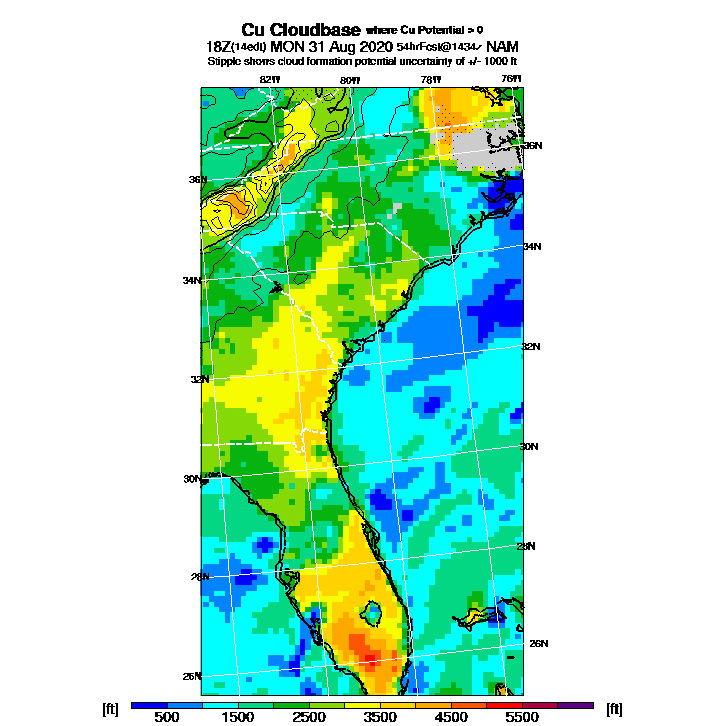 Cu Cloudbase where Cu Potential > 0
18Z(14edt) MON 31 Aug 2020 54hrFcst@1434z NAM
Stipple shows cloud formation potential uncertainty of +/- 1000 ft
82W 80W 78W 76W
36N
36N
34N
34N
32N
32N
30N
30N
28N
28N
26N
26N
[ft] 500 1500 2500 3500 4500 5500 [ft]